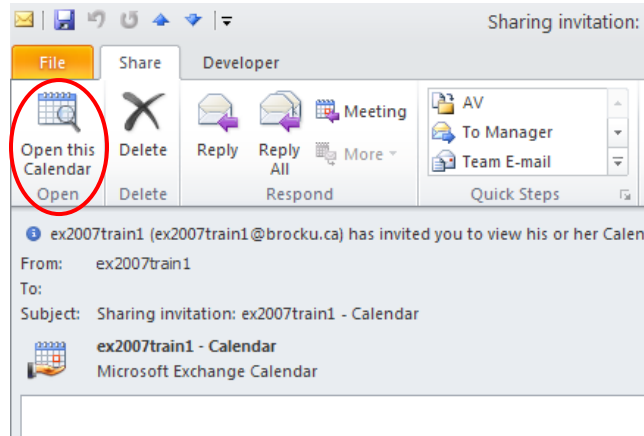 Sharing invitation:
File Share Developer
Open this Calendar
Delete
Reply
Reply All
Meeting
More
AV
To Manager
Team E-mail
Open Delete Respond Quick Steps
ex2007train1 (ex2007train1@brocku.ca) has invited you to view his or her Calen
From: ex2007train1
To:
Subject: Sharing invitation: ex2007train1 - Calendar
ex2007train1 - Calendar
Microsoft Exchange Calendar